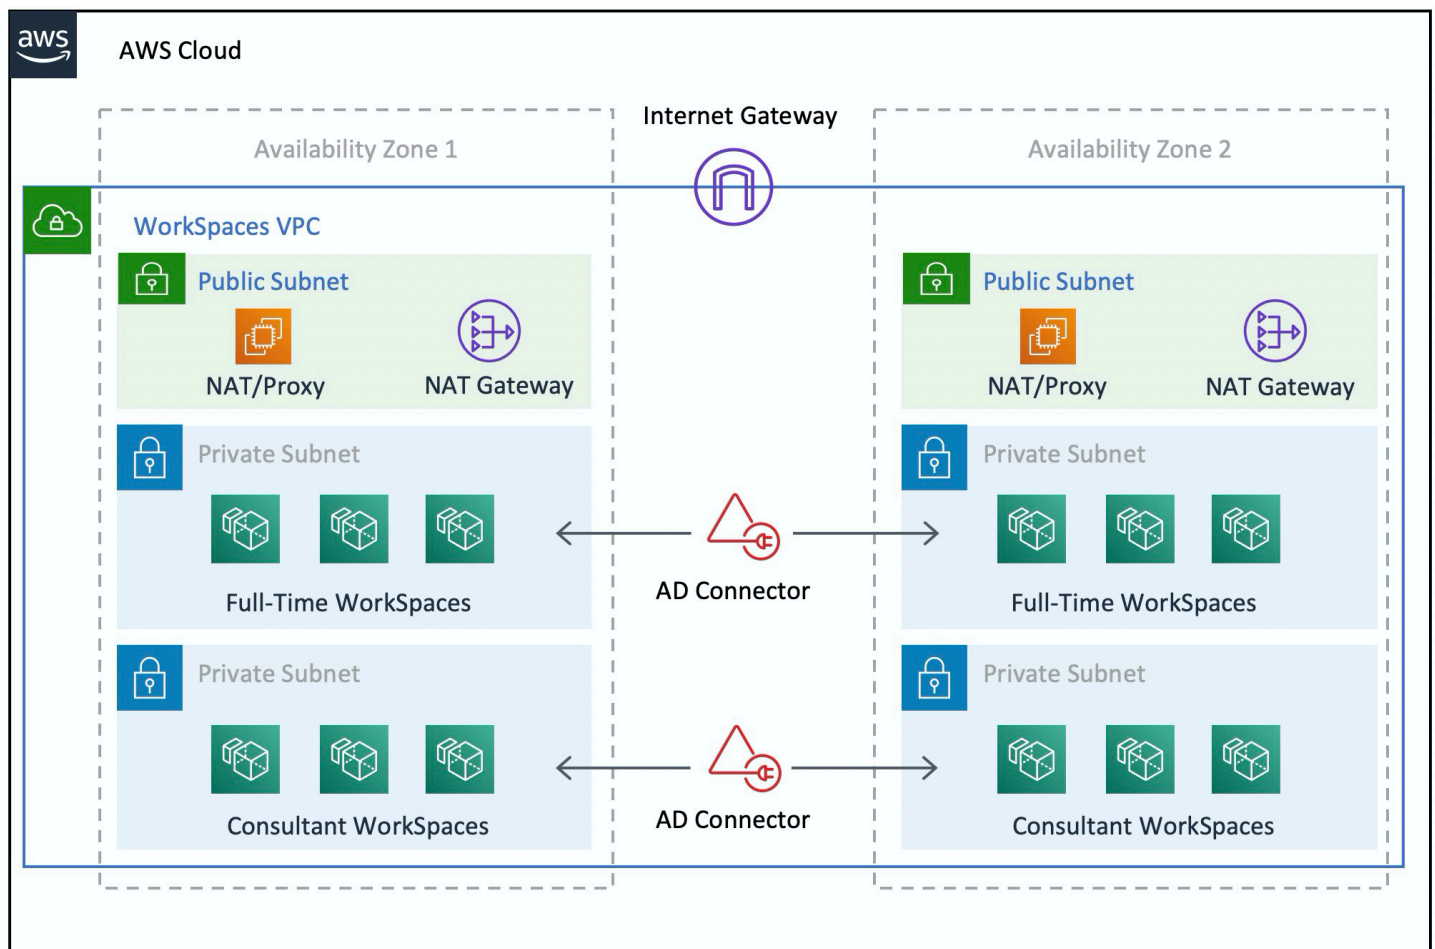 aws
AWS Cloud
Internet Gateway
Availability Zone 1
Availability Zone 2
WorkSpaces VPC
Public Subnet
NAT/Proxy
NAT Gateway
Public Subnet
NAT/Proxy
NAT Gateway
Private Subnet
Full-Time WorkSpaces
AD Connector
Private Subnet
Full-Time WorkSpaces
Private Subnet
Consultant WorkSpaces
AD Connector
Private Subnet
Consultant WorkSpaces